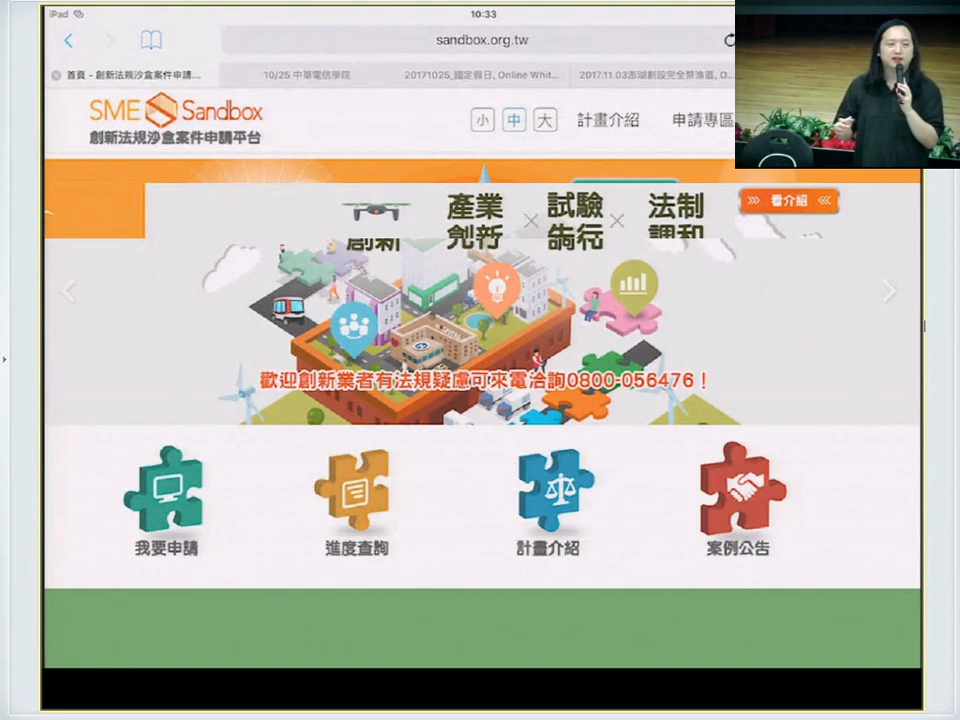 iPad
10:33
sandbox.org.tw
首頁 - 創新法規沙盒案件申請...
10/25 中華電信學院
20171025_國定假日, Online Whit...
2017.11.03澎湖劃設完全禁漁區, O...
SME Sandbox
創新法規沙盒案件申請平台
小 中 大 計畫介紹 申請專區
產業 試驗 法制
創新 創新 先行 調和
看介紹
HOSPITAL
歡迎創新業者有法規疑慮可來電洽詢0800-056476！
我要申請 進度查詢 計畫介紹 案例公告